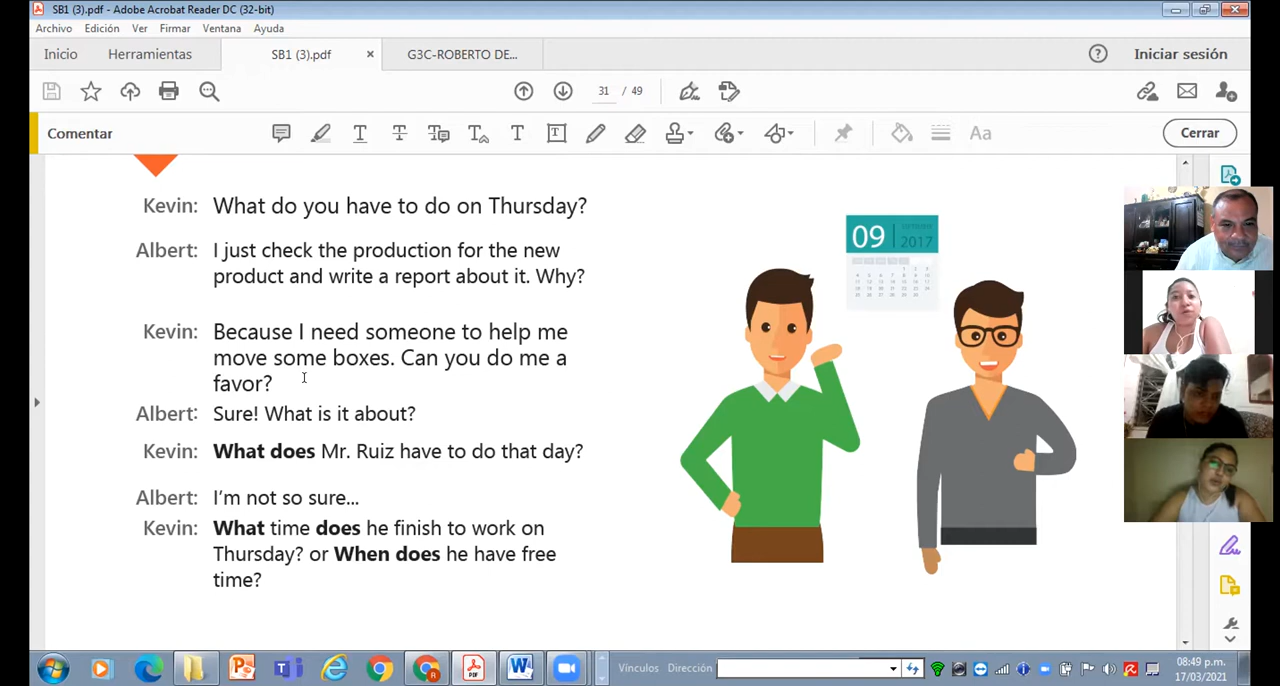 SB1 (3).pdf - Adobe Acrobat Reader DC (32-bit)
Archivo Edición Ver Firmar Ventana Ayuda
Inicio Herramientas SB1 (3).pdf × G3C-ROBERTO DE... Iniciar sesión
31 / 49
Comentar Cerrar
Kevin: What do you have to do on Thursday?
Albert: I just check the production for the new
product and write a report about it. Why?
Kevin: Because I need someone to help me
move some boxes. Can you do me a
favor?
Albert: Sure! What is it about?
Kevin: What does Mr. Ruiz have to do that day?
Albert: I'm not so sure...
Kevin: What time does he finish to work on
Thursday? or When does he have free
time?
09 2017
Vínculos Dirección 08:49 p.m.
17/03/2021